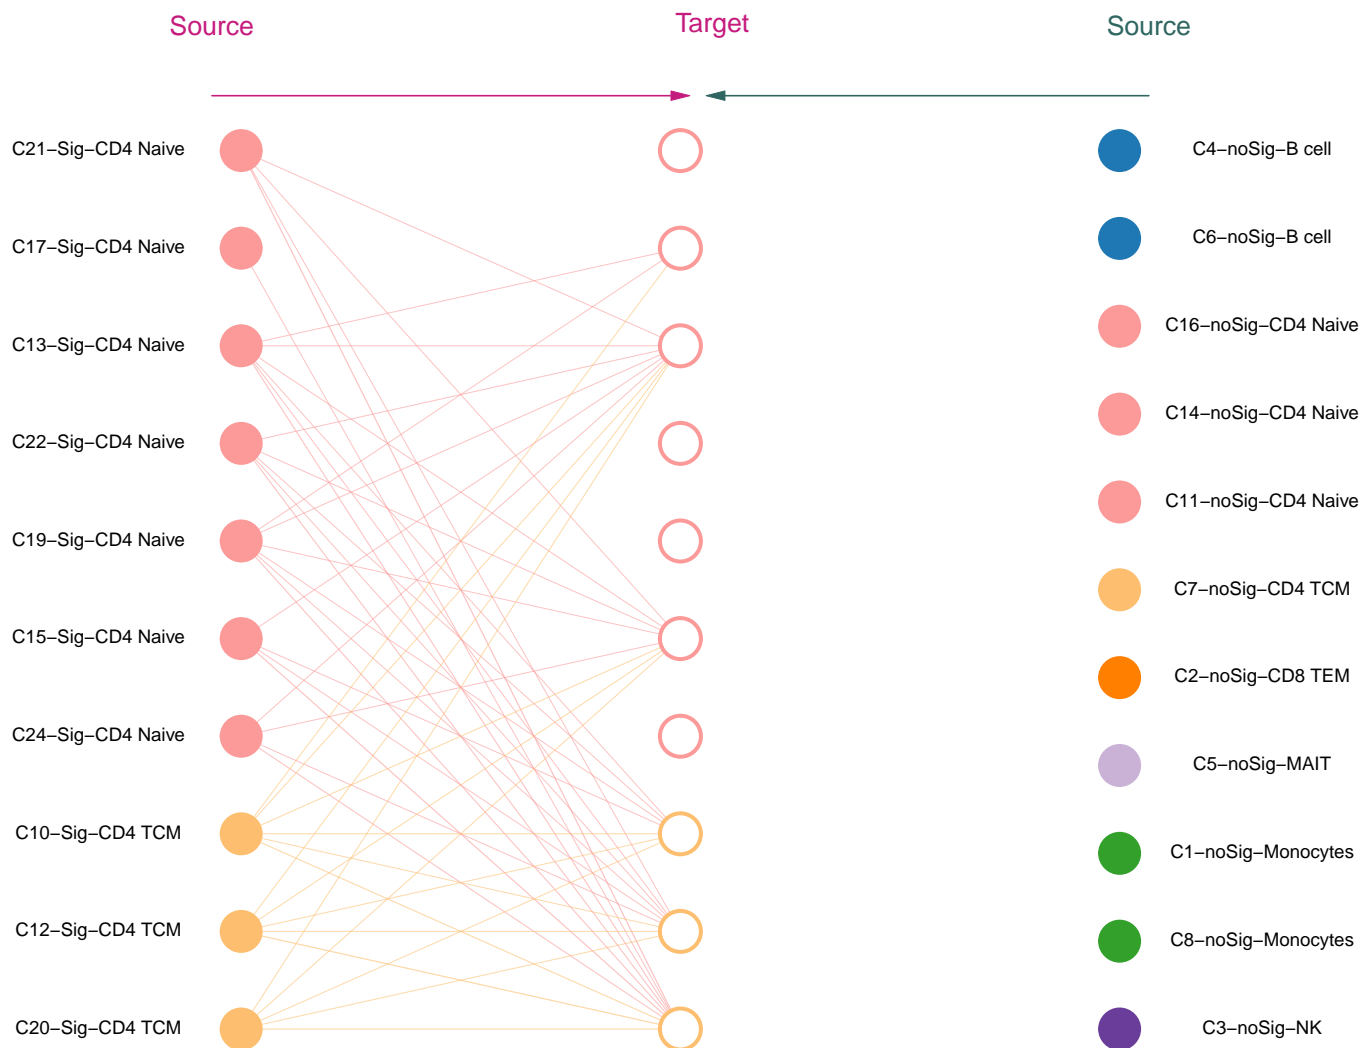 Source
Target
Source
C21–Sig–CD4 Naive
C17–Sig–CD4 Naive
C13–Sig–CD4 Naive
C22–Sig–CD4 Naive
C19–Sig–CD4 Naive
C15–Sig–CD4 Naive
C24–Sig–CD4 Naive
C10–Sig–CD4 TCM
C12–Sig–CD4 TCM
C20–Sig–CD4 TCM
C4–noSig–B cell
C6–noSig–B cell
C16–noSig–CD4 Naive
C14–noSig–CD4 Naive
C11–noSig–CD4 Naive
C7–noSig–CD4 TCM
C2–noSig–CD8 TEM
C5–noSig–MAIT
C1–noSig–Monocytes
C8–noSig–Monocytes
C3–noSig–NK